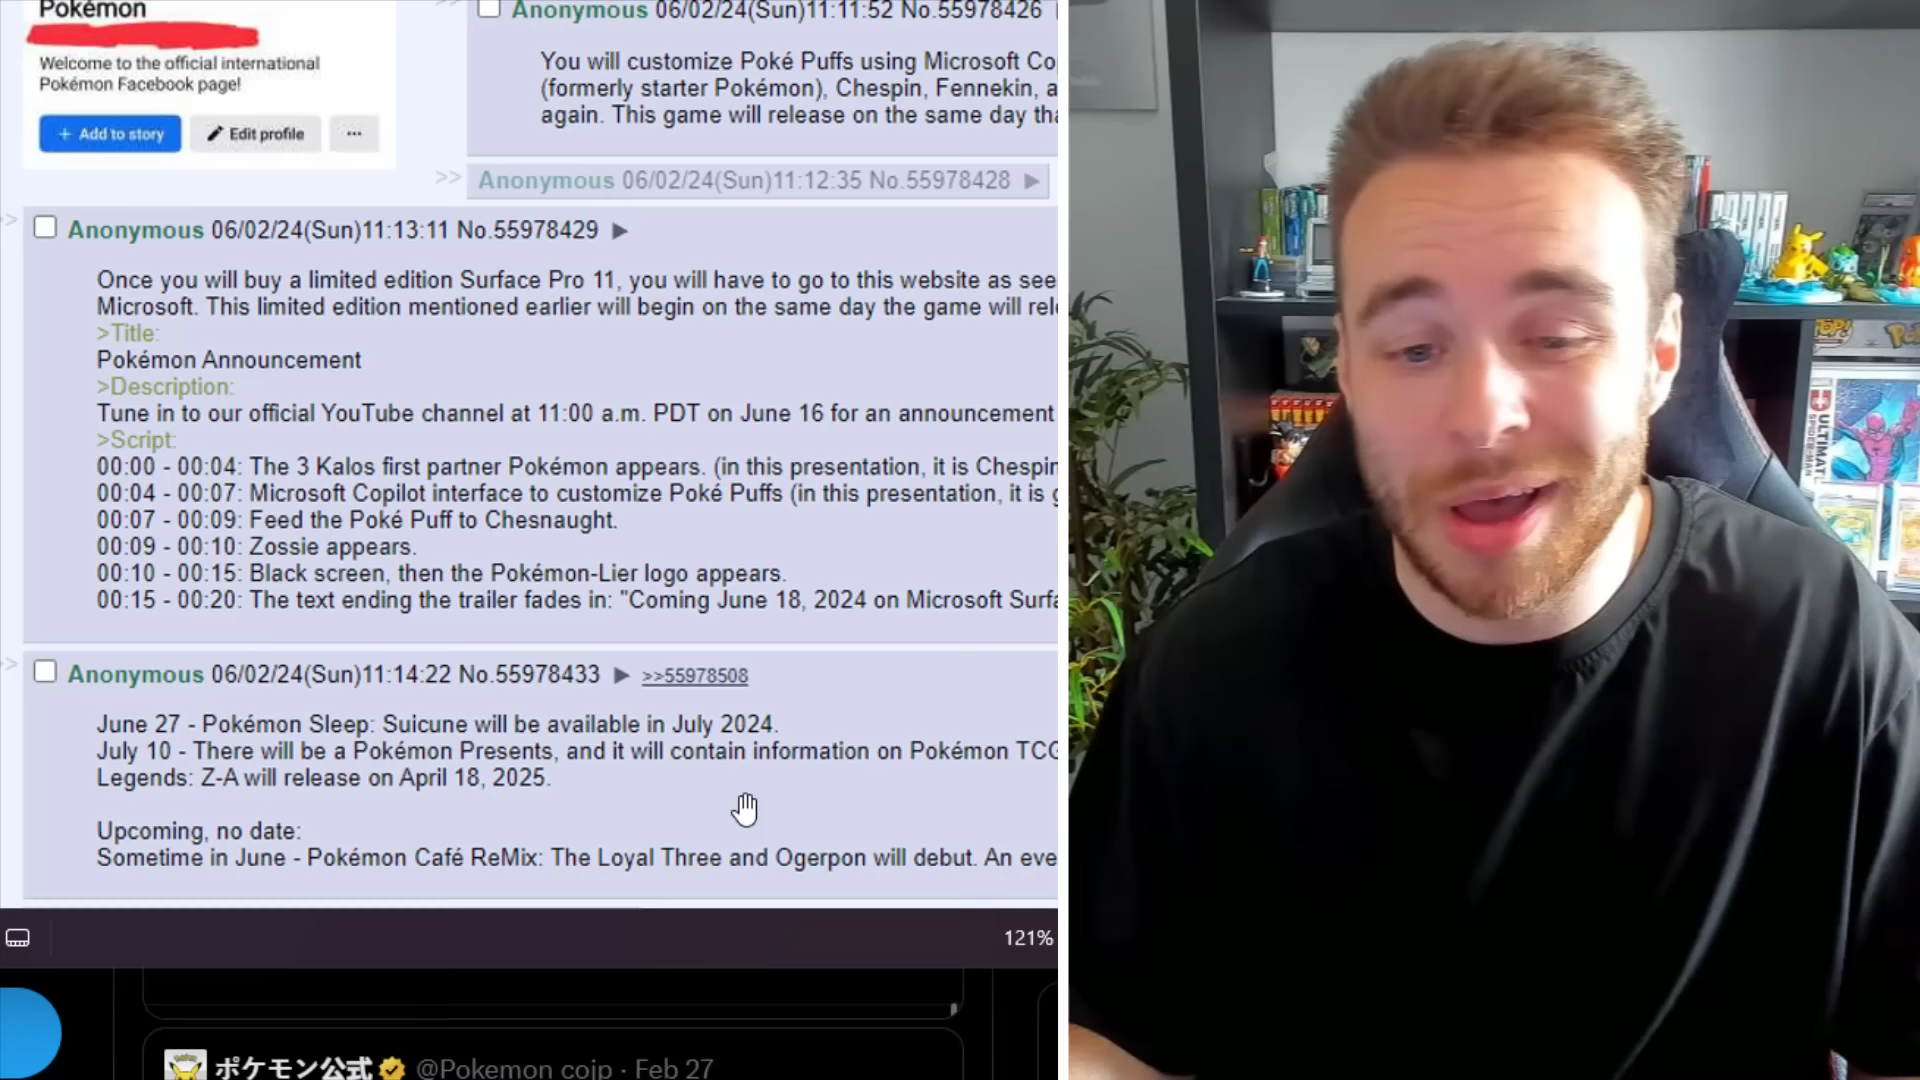 Pokémon
Welcome to the official international
Pokémon Facebook page!
+ Add to story
Edit profile
...
Anonymous 06/02/24(Sun)11:11:52 No.55978426
You will customize Poké Puffs using Microsoft Co
(formerly starter Pokémon), Chespin, Fennekin, a
again. This game will release on the same day tha
>> Anonymous 06/02/24(Sun)11:12:35 No.55978428 ▶
Anonymous 06/02/24(Sun)11:13:11 No.55978429 ▶
Once you will buy a limited edition Surface Pro 11, you will have to go to this website as see
Microsoft. This limited edition mentioned earlier will begin on the same day the game will rel
>Title:
Pokémon Announcement
>Description:
Tune in to our official YouTube channel at 11:00 a.m. PDT on June 16 for an announcement
>Script:
00:00 - 00:04: The 3 Kalos first partner Pokémon appears. (in this presentation, it is Chespin
00:04 - 00:07: Microsoft Copilot interface to customize Poké Puffs (in this presentation, it is g
00:07 - 00:09: Feed the Poké Puff to Chesnaught.
00:09 - 00:10: Zossie appears.
00:10 - 00:15: Black screen, then the Pokémon-Lier logo appears.
00:15 - 00:20: The text ending the trailer fades in: "Coming June 18, 2024 on Microsoft Surfa
Anonymous 06/02/24(Sun)11:14:22 No.55978433 ▶ >>55978508
June 27 - Pokémon Sleep: Suicune will be available in July 2024.
July 10 - There will be a Pokémon Presents, and it will contain information on Pokémon TCG
Legends: Z-A will release on April 18, 2025.
Upcoming, no date:
Sometime in June - Pokémon Café ReMix: The Loyal Three and Ogerpon will debut. An eve
121%
ポケモン公式 @Pokemon_cojp · Feb 27
POP!
ULTIMAT
SPIDER-MAN